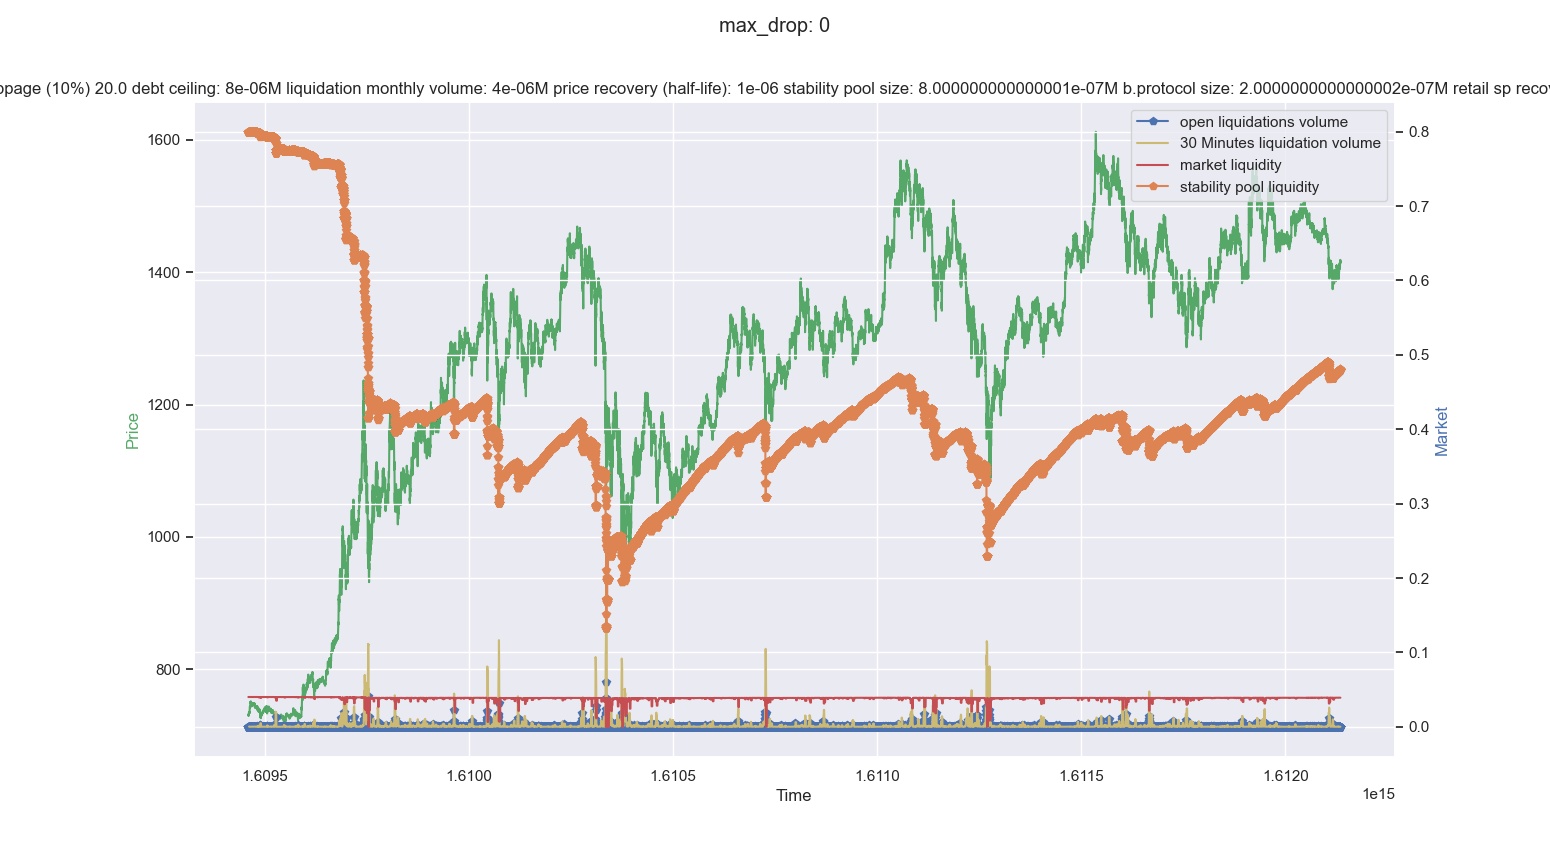 max_drop: 0
(10%) 20.0 debt ceiling: 8e-06M liquidation monthly volume: 4e-06M price recovery (half-life): 1e-06 stability pool size: 8.000000000000001e-07M b.protocol size: 2.0000000000000002e-07M retail sp
open liquidations volume
30 Minutes liquidation volume
market liquidity
stability pool liquidity
1600
1400
1200
1000
800
Price
0.8
0.7
0.6
0.5
0.4
0.3
0.2
0.1
0.0
Market
1.6095
1.6100
1.6105
1.6110
1.6115
1.6120
Time
1e15